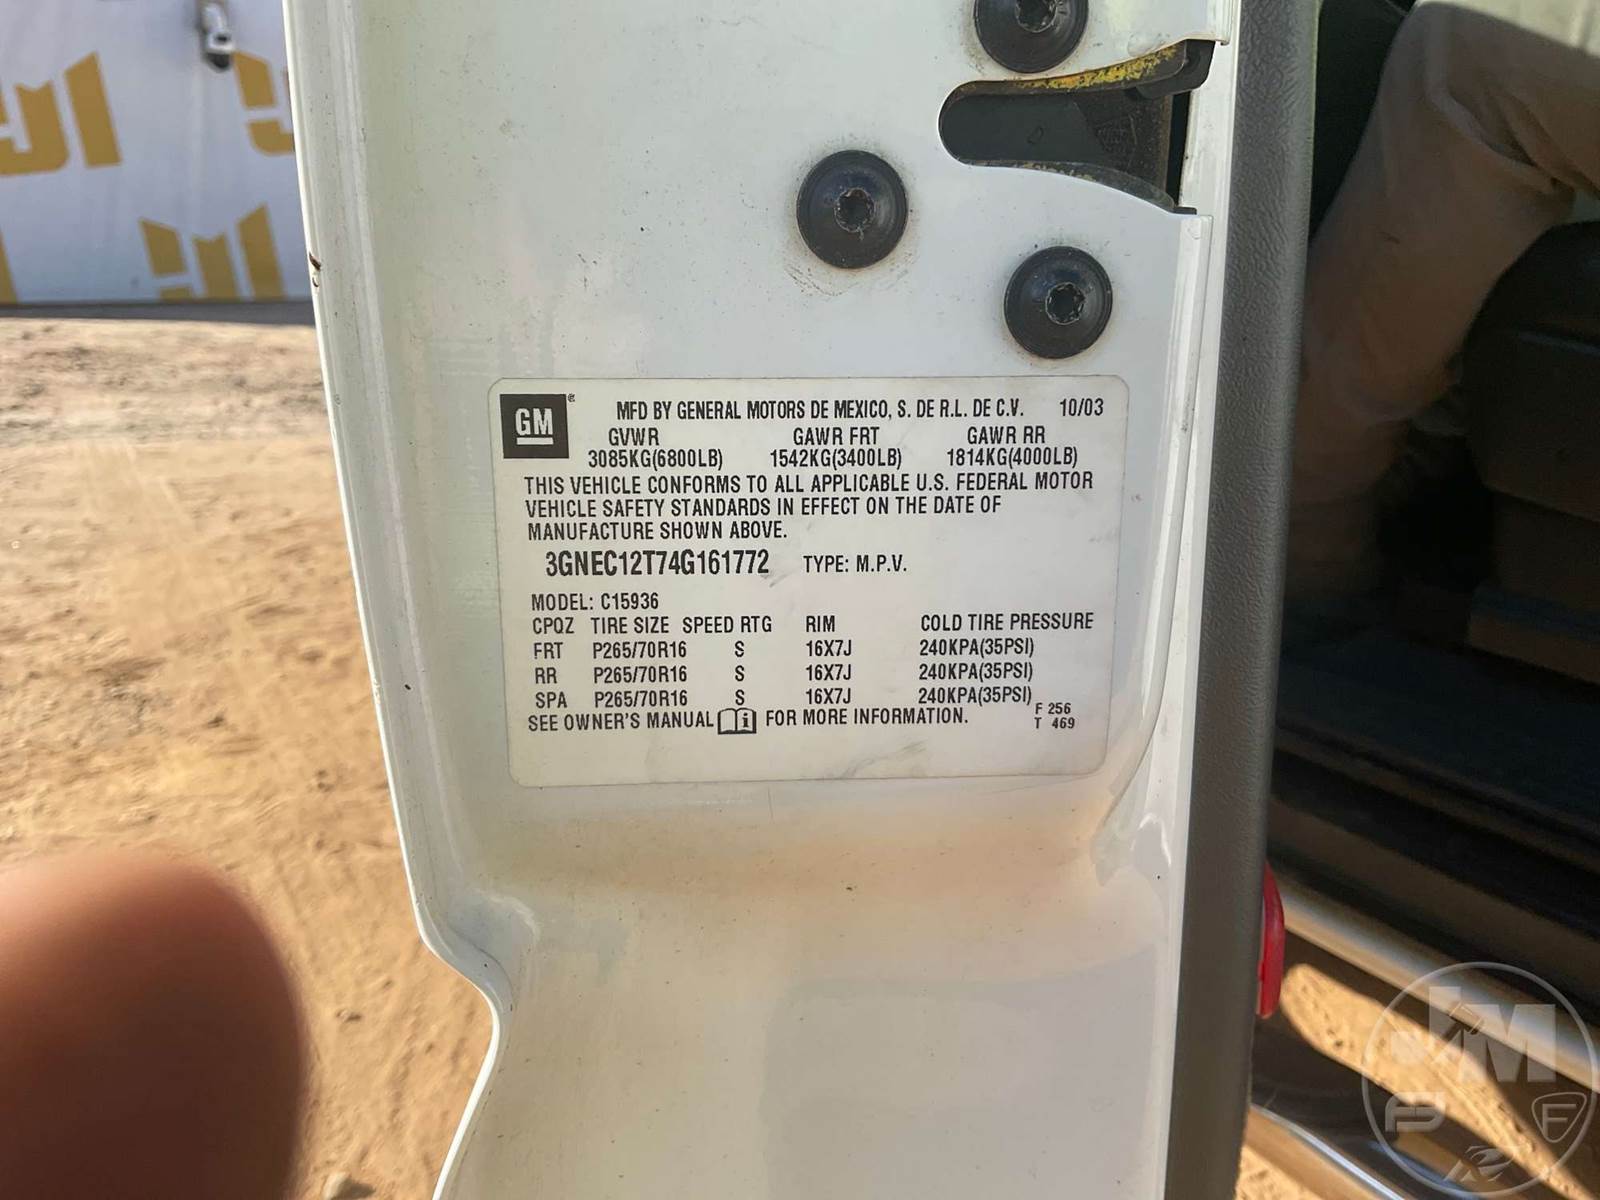 GM ® MFD BY GENERAL MOTORS DE MEXICO, S. DE R.L. DE C.V. 10/03
GVWR GAWR FRT GAWR RR
3085KG(6800LB) 1542KG(3400LB) 1814KG(4000LB)
THIS VEHICLE CONFORMS TO ALL APPLICABLE U.S. FEDERAL MOTOR
VEHICLE SAFETY STANDARDS IN EFFECT ON THE DATE OF
MANUFACTURE SHOWN ABOVE.
3GNEC12T74G161772 TYPE: M.P.V.
MODEL: C15936
CPQZ TIRE SIZE SPEED RTG RIM COLD TIRE PRESSURE
FRT P265/70R16 S 16X7J 240KPA(35PSI)
RR P265/70R16 S 16X7J 240KPA(35PSI)
SPA P265/70R16 S 16X7J 240KPA(35PSI)
SEE OWNER'S MANUAL i FOR MORE INFORMATION. F 256
T 469
JM
F